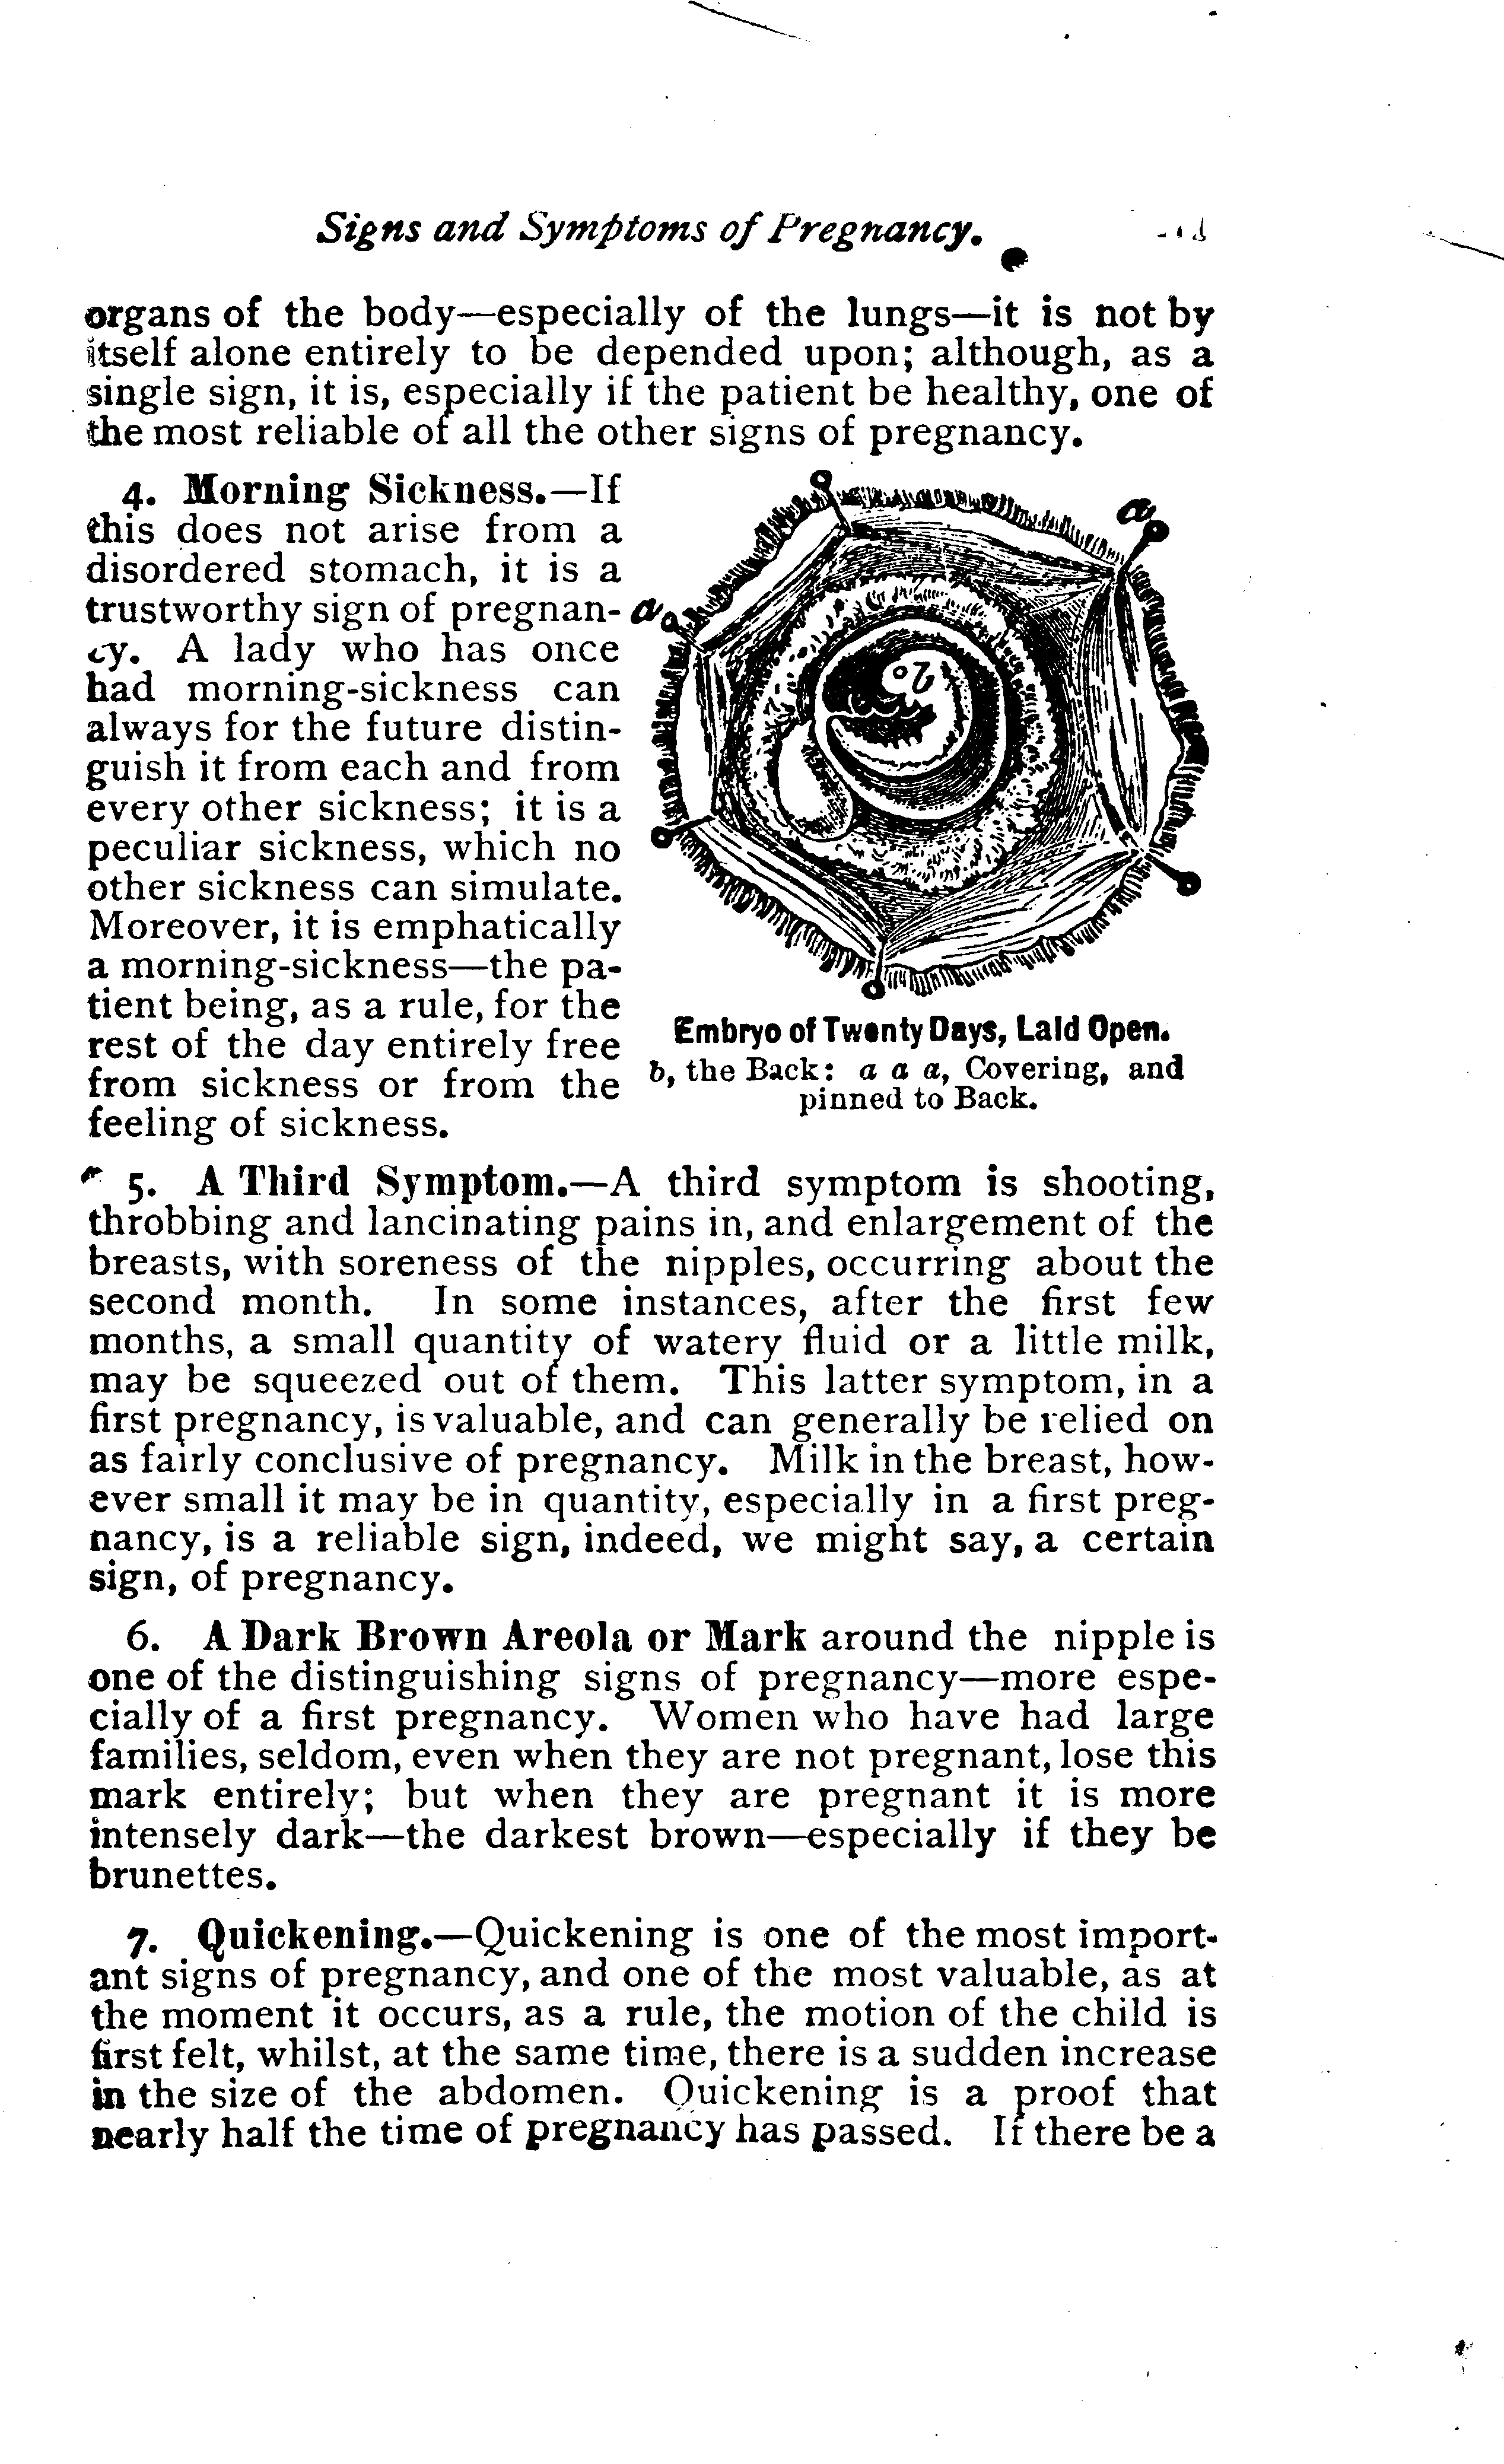 Signs and Symptoms of Pregnancy.
organs of the body—especially of the lungs—it is not by
itself alone entirely to be depended upon; although, as a
single sign, it is, especially if the patient be healthy, one of
the most reliable of all the other signs of pregnancy.
4. Morning Sickness.—If
this does not arise from a
disordered stomach, it is a
trustworthy sign of pregnan-
cy. A lady who has once
had morning-sickness can
always for the future distin-
guish it from each and from
every other sickness; it is a
peculiar sickness, which no
other sickness can simulate.
Moreover, it is emphatically
a morning-sickness—the pa-
tient being, as a rule, for the
rest of the day entirely free
from sickness or from the
feeling of sickness.
a
a
b
Embryo of Twenty Days, Laid Open.
b, the Back: a a a, Covering, and
pinned to Back.
5. A Third Symptom.—A third symptom is shooting,
throbbing and lancinating pains in, and enlargement of the
breasts, with soreness of the nipples, occurring about the
second month. In some instances, after the first few
months, a small quantity of watery fluid or a little milk,
may be squeezed out of them. This latter symptom, in a
first pregnancy, is valuable, and can generally be relied on
as fairly conclusive of pregnancy. Milk in the breast, how-
ever small it may be in quantity, especially in a first preg-
nancy, is a reliable sign, indeed, we might say, a certain
sign, of pregnancy.
6. A Dark Brown Areola or Mark around the nipple is
one of the distinguishing signs of pregnancy—more espe-
cially of a first pregnancy. Women who have had large
families, seldom, even when they are not pregnant, lose this
mark entirely; but when they are pregnant it is more
intensely dark—the darkest brown—especially if they be
brunettes.
7. Quickening.—Quickening is one of the most import-
ant signs of pregnancy, and one of the most valuable, as at
the moment it occurs, as a rule, the motion of the child is
first felt, whilst, at the same time, there is a sudden increase
in the size of the abdomen. Quickening is a proof that
nearly half the time of pregnancy has passed. If there be a